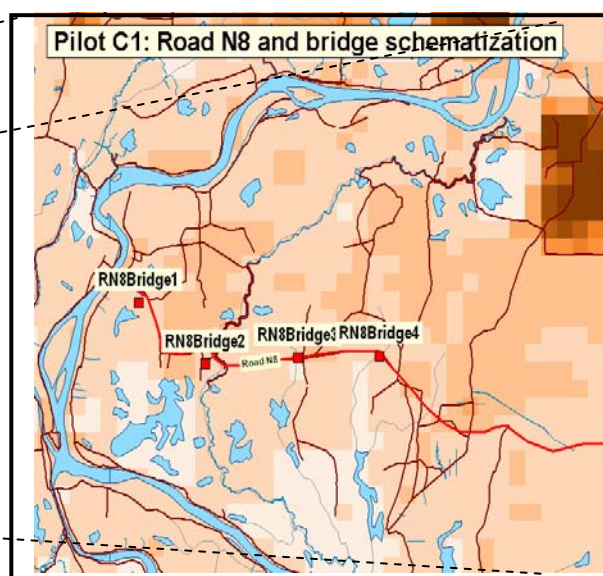 Pilot C1: Road N8 and bridge schematization
RN8Bridge1
RN8Bridge2
RN8Bridge3
RN8Bridge4
Road N8